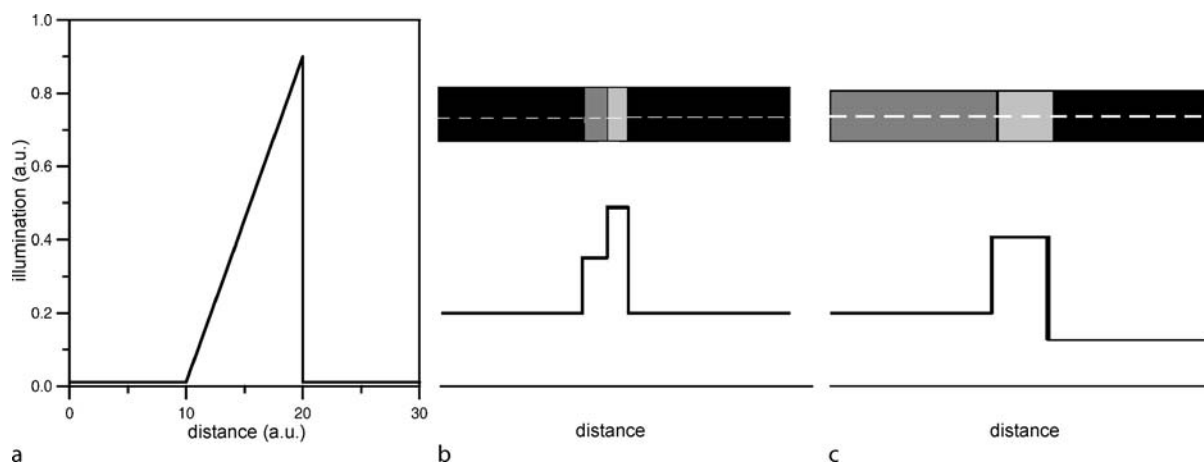 1.0
0.8
0.6
0.4
0.2
0.0
illumination (a.u.)
0 10 20 30
distance (a.u.)
distance
distance
a
b
c